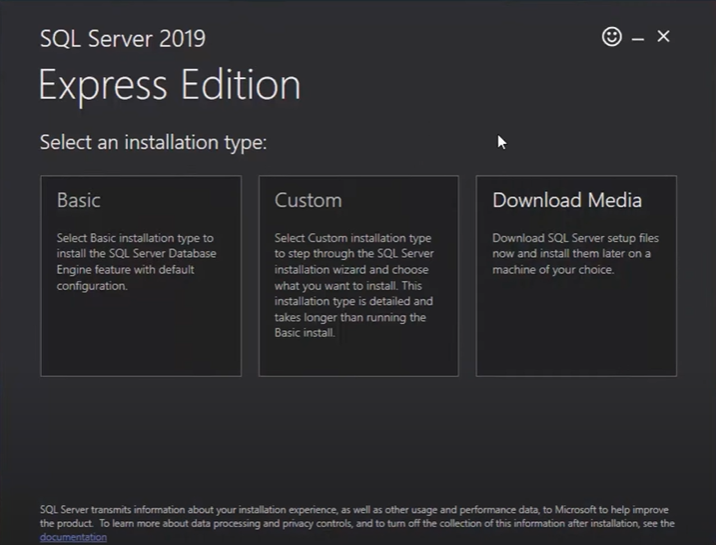 SQL Server 2019
Express Edition
Select an installation type:
Basic
Select Basic installation type to
install the SQL Server Database
Engine feature with default
configuration.
Custom
Select Custom installation type
to step through the SQL Server
installation wizard and choose
what you want to install. This
installation type is detailed and
takes longer than running the
Basic install.
Download Media
Download SQL Server setup files
now and install them later on a
machine of your choice.
SQL Server transmits information about your installation experience, as well as other usage and performance data, to Microsoft to help improve
the product. To learn more about data processing and privacy controls, and to turn off the collection of this information after installation, see the
documentation